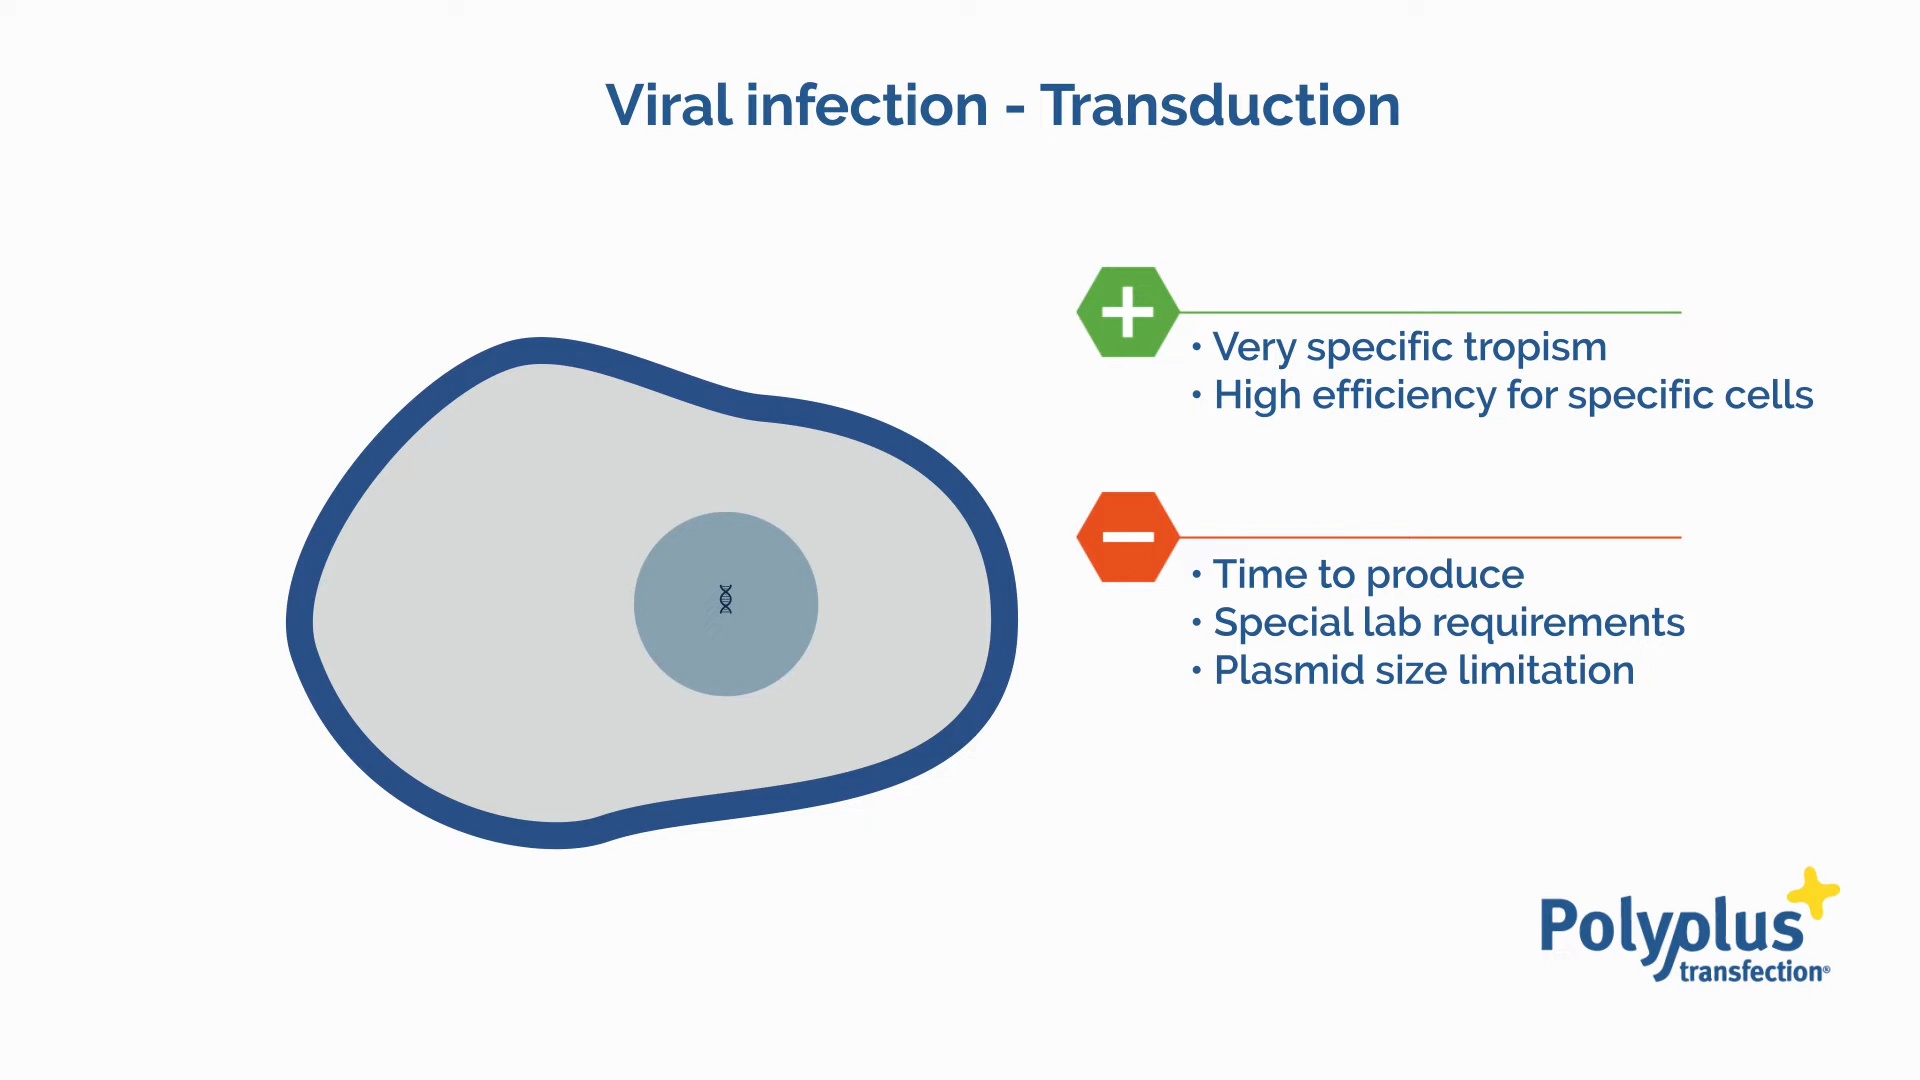 Viral infection - Transduction
• Very specific tropism
• High efficiency for specific cells
• Time to produce
• Special lab requirements
• Plasmid size limitation
Polyplus
transfection®